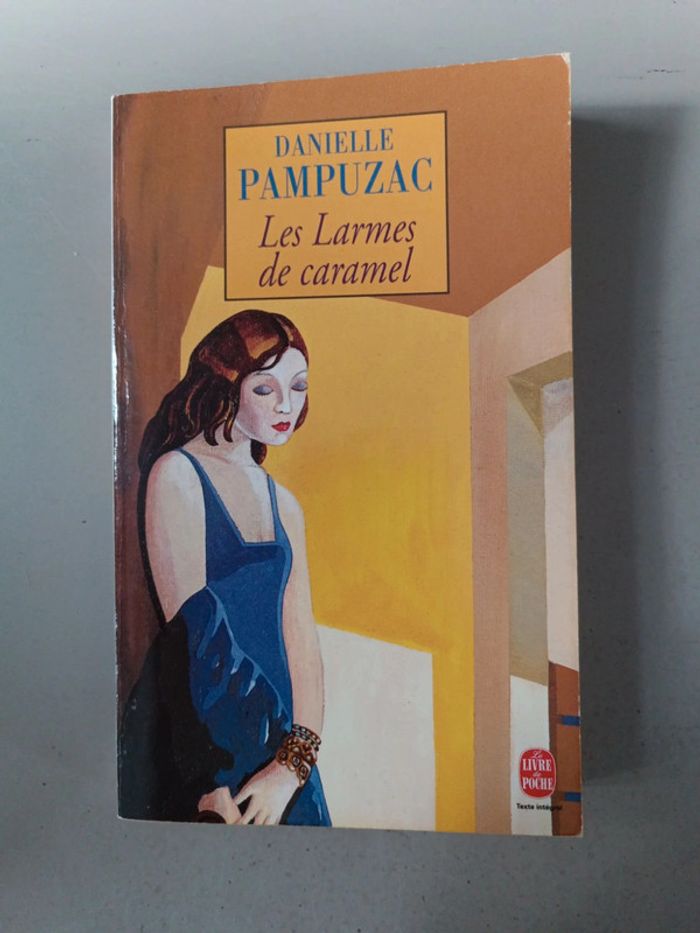 DANIELLE
PAMPUZAC
Les Larmes
de caramel
Le
LIVRE
de
POCHE
Texte intégral